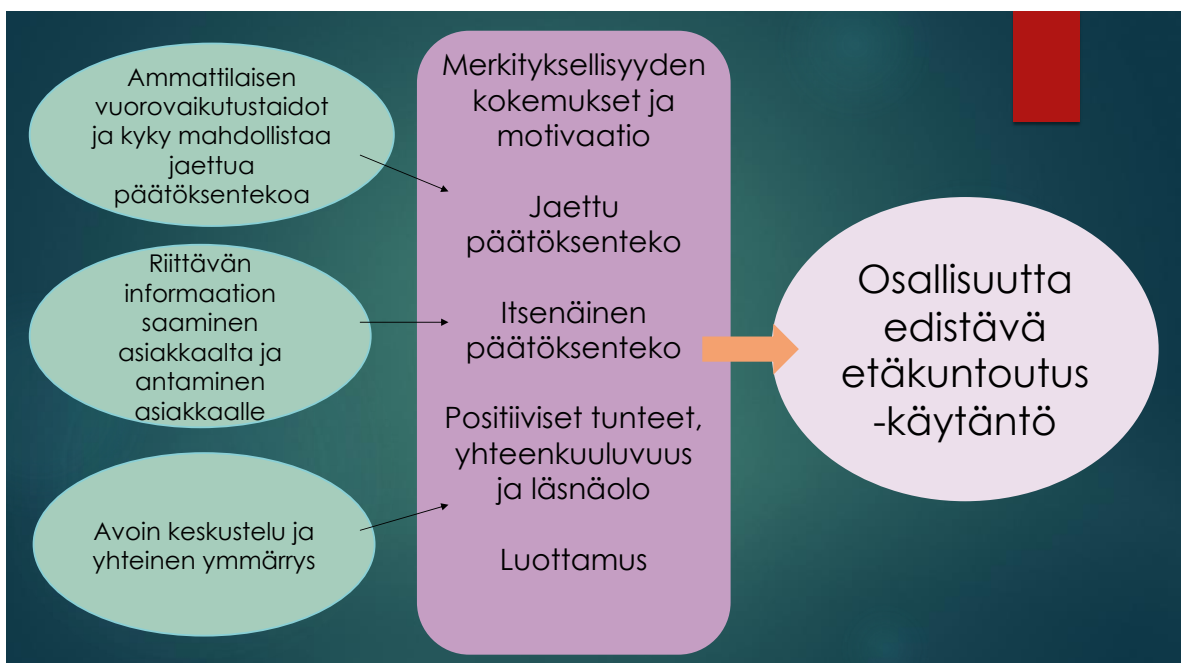 Ammattilaisen
vuorovaikutustaidot
ja kyky mahdollistaa
jaettua
päätöksentekoa
Riittävän
informaation
saaminen
asiakkaalta ja
antaminen
asiakkaalle
Avoin keskustelu ja
yhteinen ymmärrys
Merkityksellisyyden
kokemukset ja
motivaatio
Jaettu
päätöksenteko
Itsenäinen
päätöksenteko
Positiiviset tunteet,
yhteenkuuluvuus
ja läsnäolo
Luottamus
Osallisuutta
edistävä
etäkuntoutus
-käytäntö